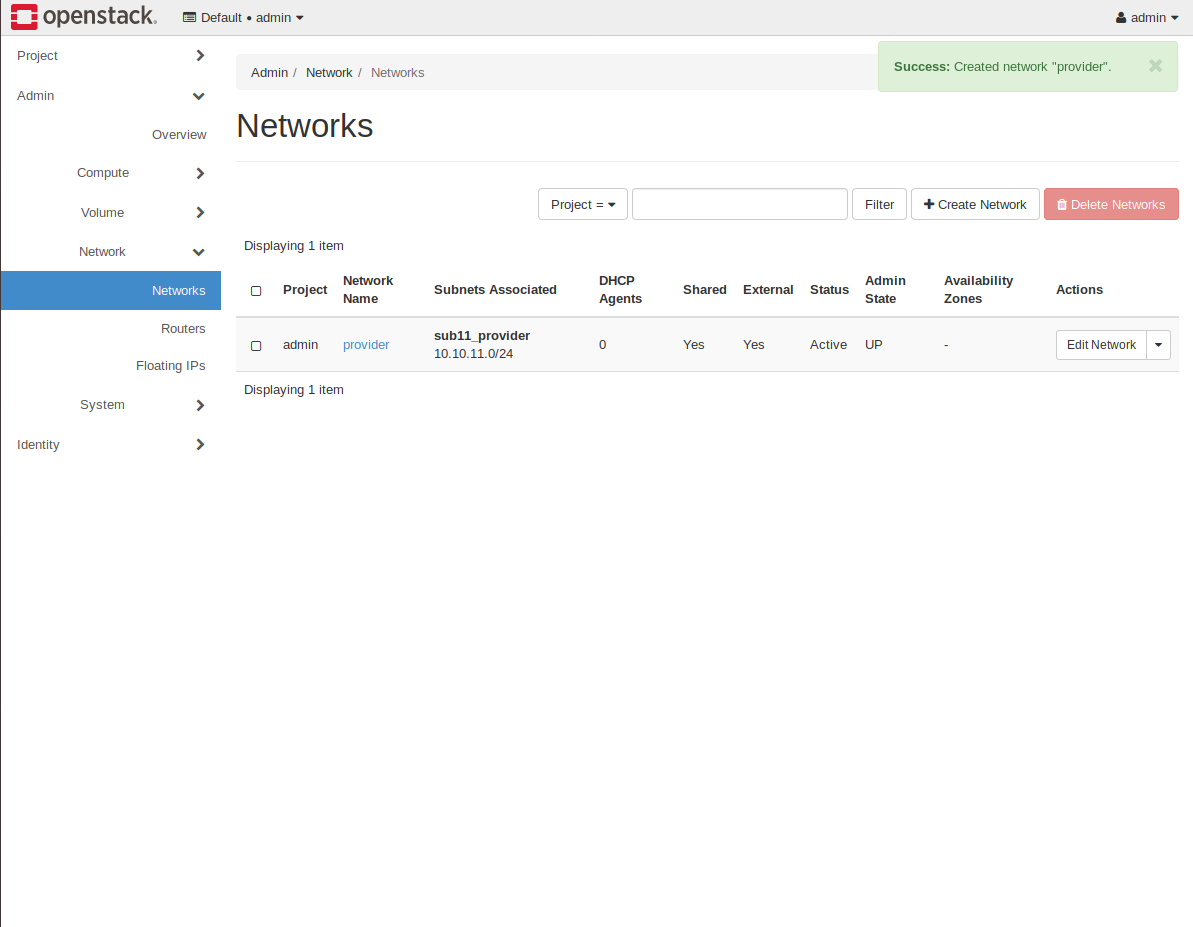 openstack. Default • admin admin
Project
Admin
Overview
Compute
Volume
Network
Networks
Routers
Floating IPs
System
Identity
Admin / Network / Networks
Success: Created network "provider".
Networks
Project = Filter Create Network Delete Networks
Displaying 1 item
Project Network Name Subnets Associated DHCP Agents Shared External Status Admin State Availability Zones Actions
admin provider sub11_provider 10.10.11.0/24 0 Yes Yes Active UP - Edit Network
Displaying 1 item